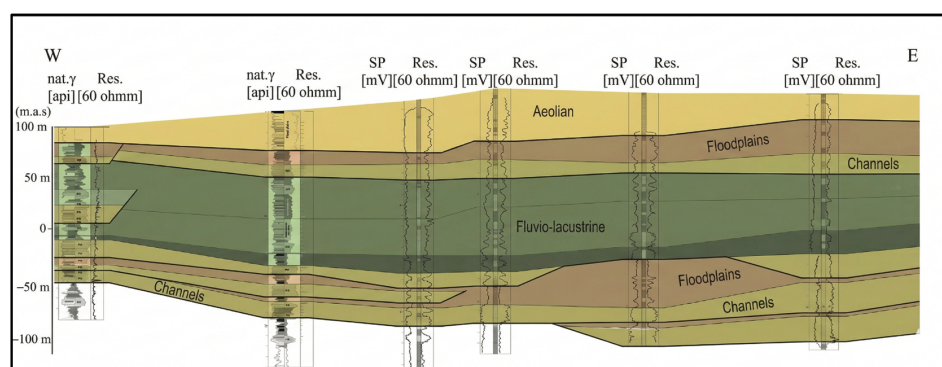 W
E
nat.γ Res.
[api][60 ohmm]
nat.γ Res.
[api][60 ohmm]
SP Res.
[mV][60 ohmm]
SP Res.
[mV][60 ohmm]
SP Res.
[mV][60 ohmm]
SP Res.
[mV][60 ohmm]
(m.a.s)
100 m
50 m
0
−50 m
−100 m
Aeolian
Floodplains
Channels
Fluvio-lacustrine
Floodplains
Channels
Channels